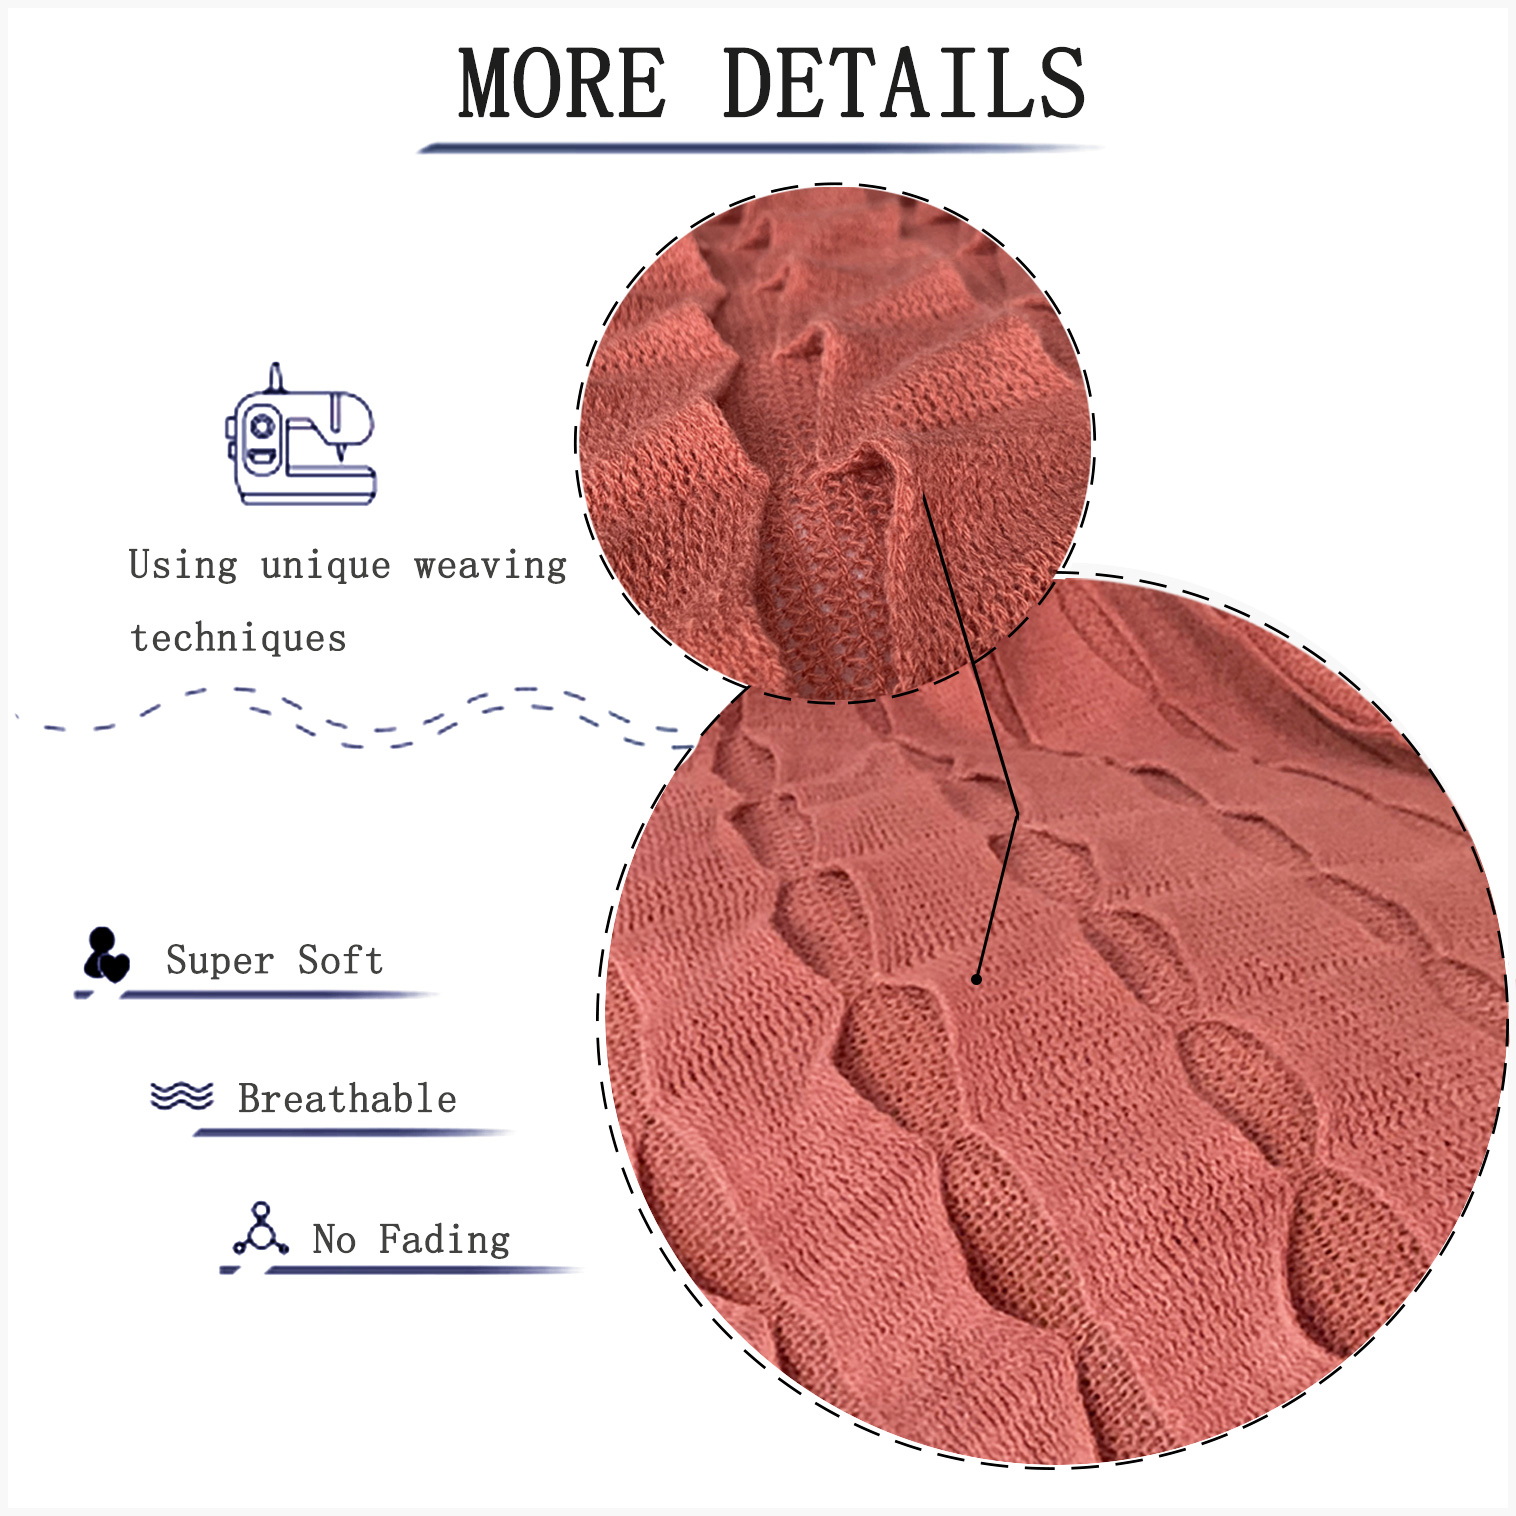 MORE DETAILS
Using unique weaving
techniques
Super Soft
Breathable
No Fading